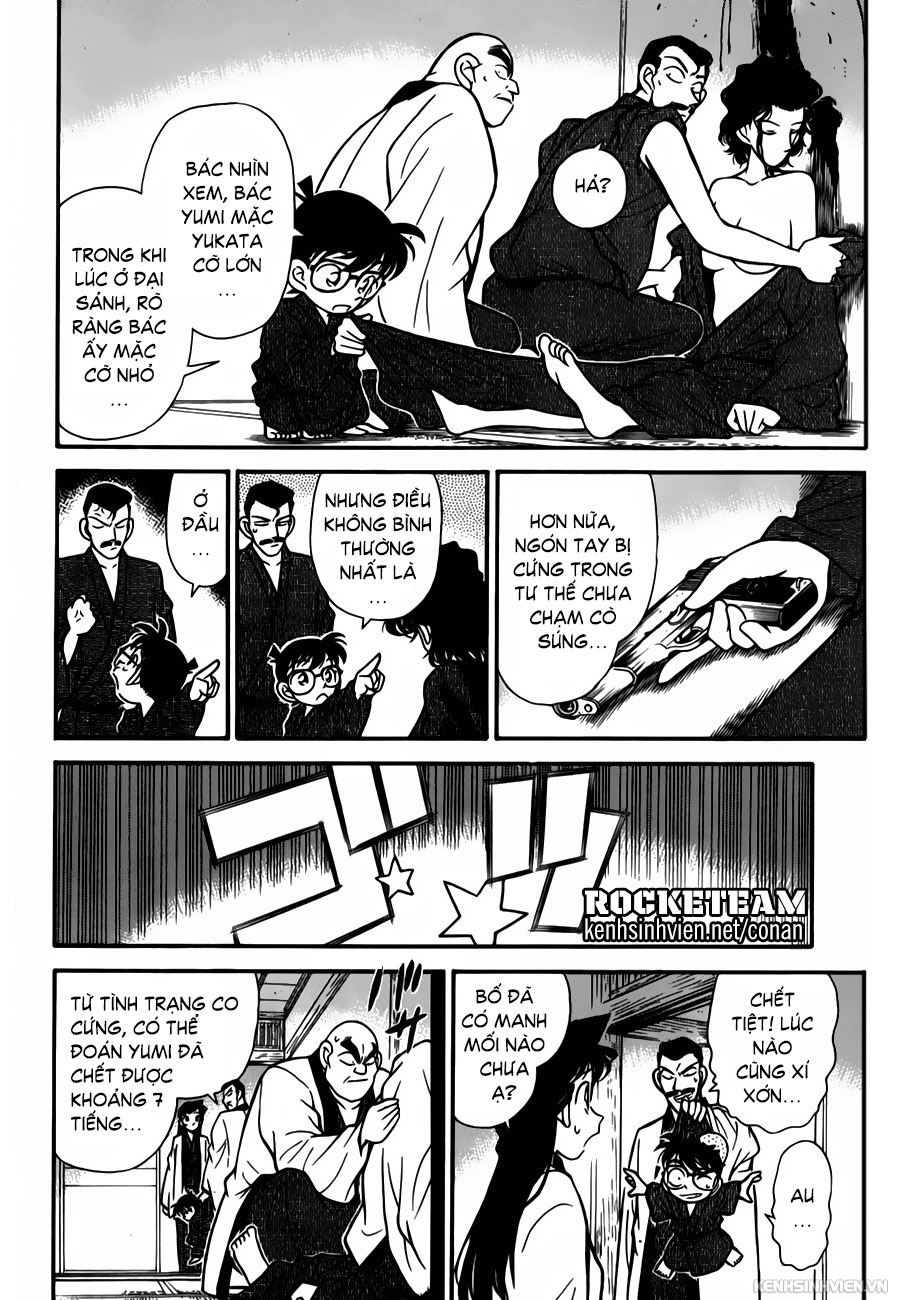 HẢ?
BÁC NHÌN
XEM, BÁC
YUMI MẶC
YUKATA
CỠ LỚN
...
TRONG KHI
LÚC Ở ĐẠI
SẢNH, RÕ
RÀNG BÁC
ẤY MẶC
CỠ NHỎ
...
HƠN NỮA,
NGÓN TAY BỊ
CỨNG TRONG
TƯ THẾ CHƯA
CHẠM CÒ
SÚNG...
NHƯNG ĐIỀU
KHÔNG BÌNH
THƯỜNG
NHẤT LÀ
...
Ở
ĐẦU
...
ゴツ
ROCKETEAM
kenhsinhvien.net/conan
CHẾT
TIỆT! LÚC
NÀO
CŨNG XÍ
XỚN...
AU
...
BỐ ĐÃ
CÓ MANH
MỐI NÀO
CHƯA
Ạ?
TỪ TÌNH TRẠNG CO
CỨNG, CÓ THỂ
ĐOÁN YUMI ĐÃ
CHẾT ĐƯỢC
KHOẢNG 7
TIẾNG...
KENHSINHVIEN.VN